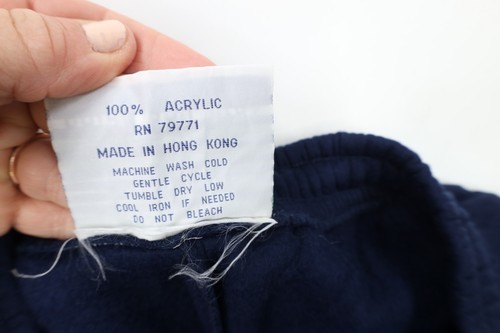 100% ACRYLIC
RN 79771
MADE IN HONG KONG
MACHINE WASH COLD
GENTLE CYCLE
TUMBLE DRY LOW
COOL IRON IF NEEDED
DO NOT BLEACH